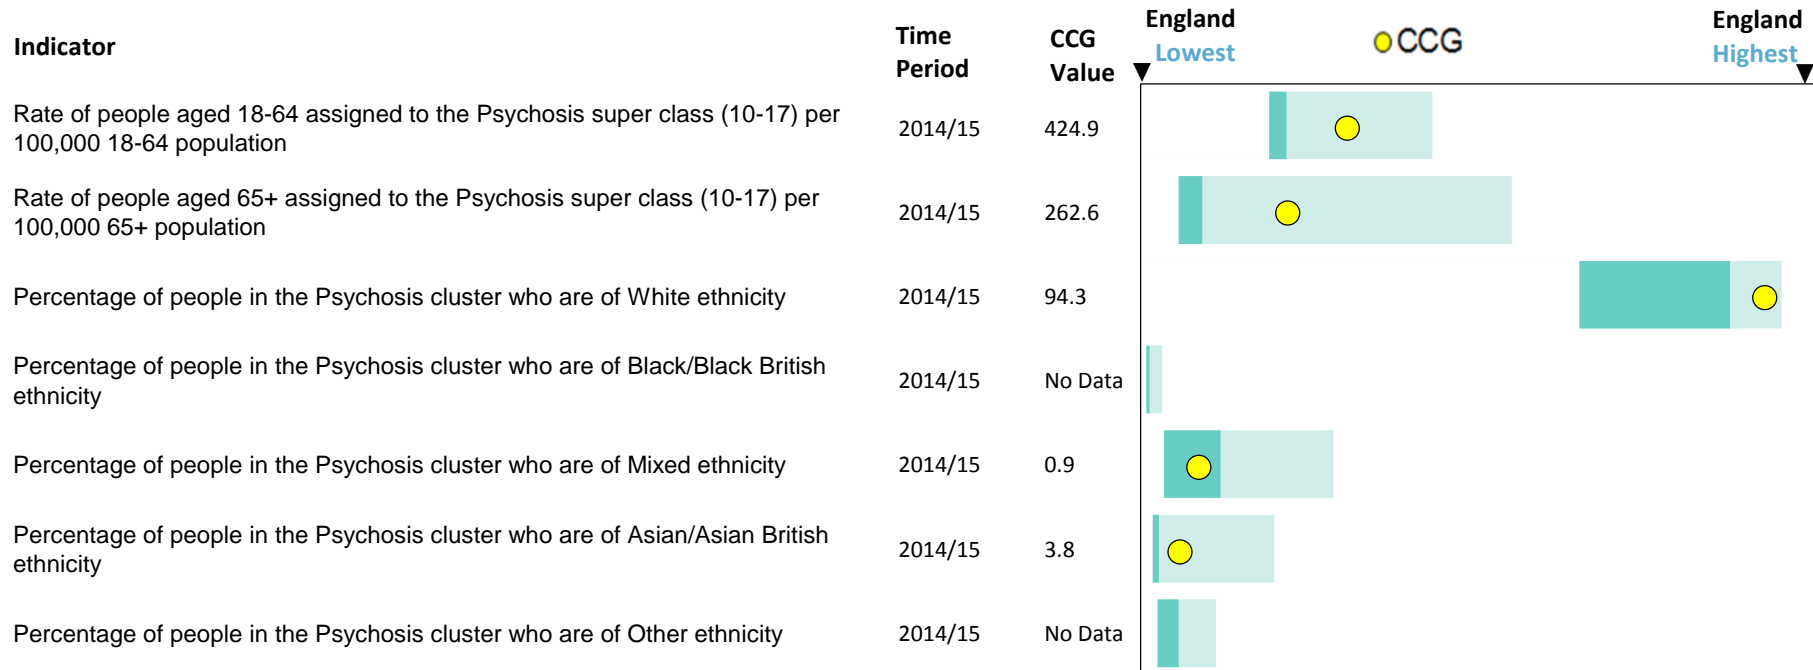 Indicator
Time Period
CCG Value
England Lowest
CCG
England Highest
Rate of people aged 18-64 assigned to the Psychosis super class (10-17) per
100,000 18-64 population
2014/15
424.9
Rate of people aged 65+ assigned to the Psychosis super class (10-17) per
100,000 65+ population
2014/15
262.6
Percentage of people in the Psychosis cluster who are of White ethnicity
2014/15
94.3
Percentage of people in the Psychosis cluster who are of Black/Black British
ethnicity
2014/15
No Data
Percentage of people in the Psychosis cluster who are of Mixed ethnicity
2014/15
0.9
Percentage of people in the Psychosis cluster who are of Asian/Asian British
ethnicity
2014/15
3.8
Percentage of people in the Psychosis cluster who are of Other ethnicity
2014/15
No Data